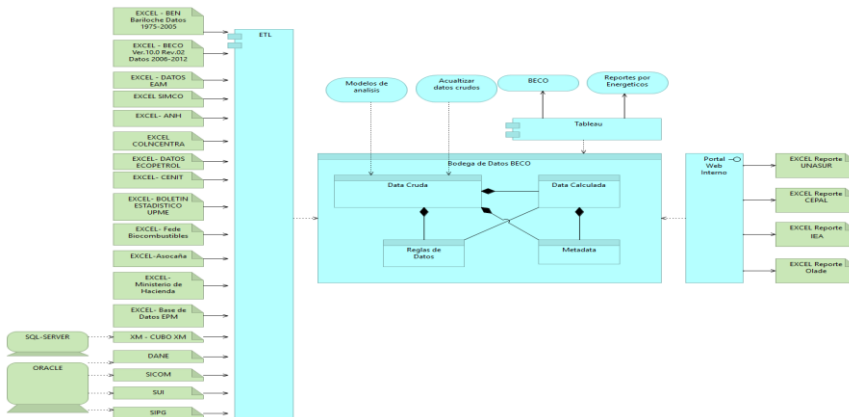 EXCEL - BEN
Bariloche Datos
1975-2005
EXCEL - BECO
Ver.10.0 Rev.02
Datos 2006-2012
EXCEL - DATOS
EAM
EXCEL SIMCO
EXCEL- ANH
EXCEL
COLNCENTRA
EXCEL- DATOS
ECOPETROL
EXCEL- CENIT
EXCEL- BOLETIN
ESTADISTICO
UPME
EXCEL- Fede
Biocombustibles
EXCEL-Asocaña
EXCEL-
Ministerio de
Hacienda
EXCEL- Base de
Datos EPM
XM - CUBO XM
DANE
SICOM
SUI
SIPG
SQL-SERVER
ORACLE
ETL
Modelos de
analisis
Acualtizar
datos crudos
BECO
Reportes por
Energeticos
Tableau
Bodega de Datos BECO
Data Cruda
Data Calculada
Reglas de
Datos
Metadata
Portal
Web
Interno
EXCEL Reporte
UNASUR
EXCEL Reporte
CEPAL
EXCEL Reporte
IEA
EXCEL Reporte
Olade